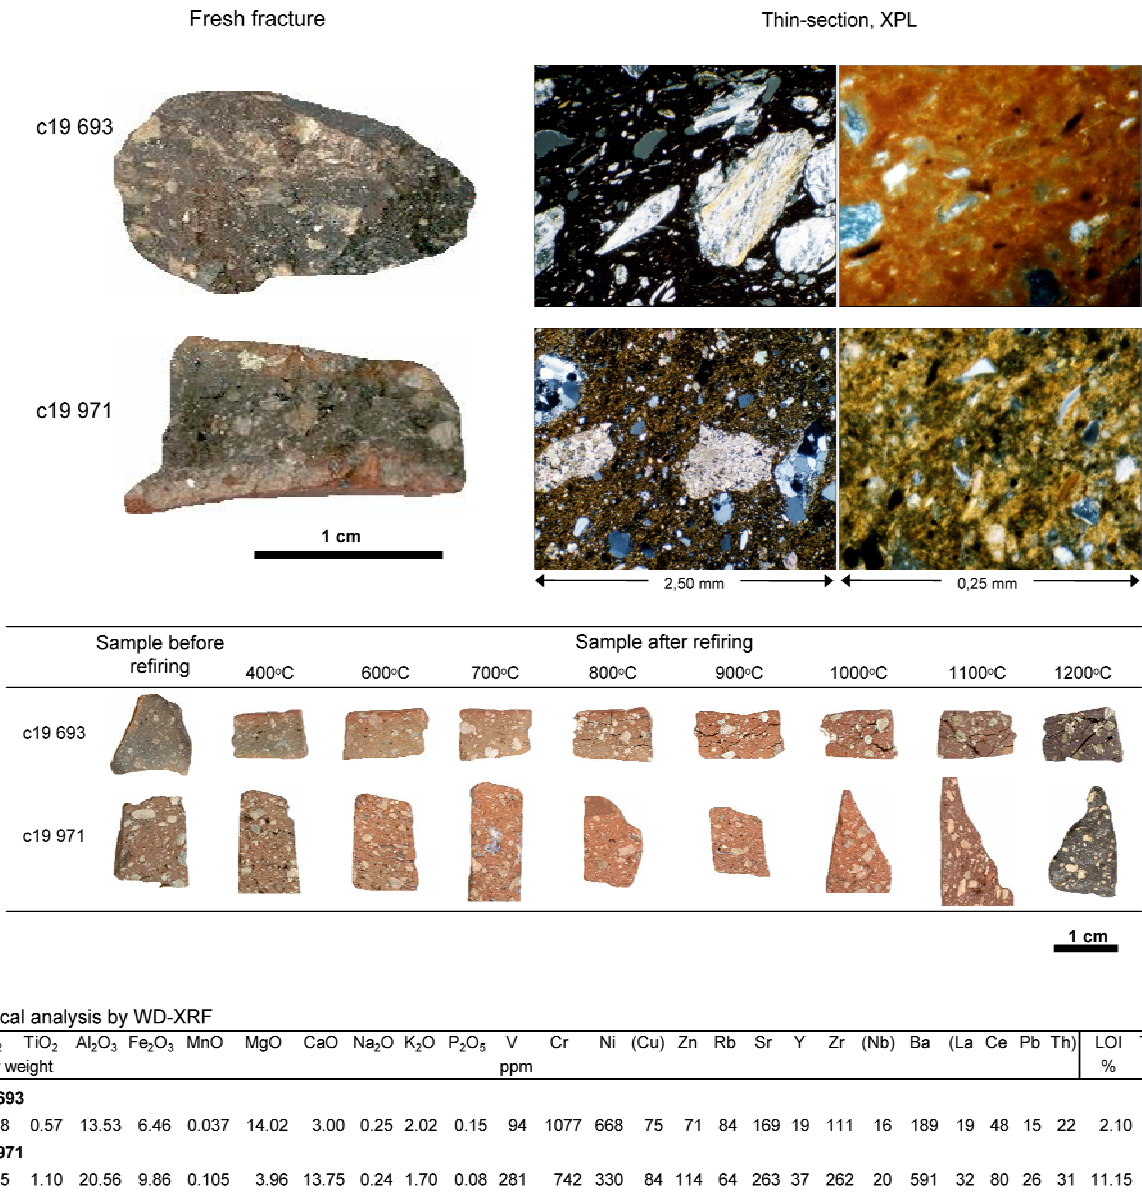 Fresh fracture
Thin-section, XPL
c19 693
c19 971
1 cm
2,50 mm
0,25 mm
Sample before refiring
Sample after refiring
400oC 600oC 700oC 800oC 900oC 1000oC 1100oC 1200oC
c19 693
c19 971
1 cm
cal analysis by WD-XRF
TiO2 Al2O3 Fe2O3 MnO MgO CaO Na2O K2O P2O5 V Cr Ni (Cu) Zn Rb Sr Y Zr (Nb) Ba (La Ce Pb Th) LOI
weight ppm %
693
8 0.57 13.53 6.46 0.037 14.02 3.00 0.25 2.02 0.15 94 1077 668 75 71 84 169 19 111 16 189 19 48 15 22 2.10
971
5 1.10 20.56 9.86 0.105 3.96 13.75 0.24 1.70 0.08 281 742 330 84 114 64 263 37 262 20 591 32 80 26 31 11.15